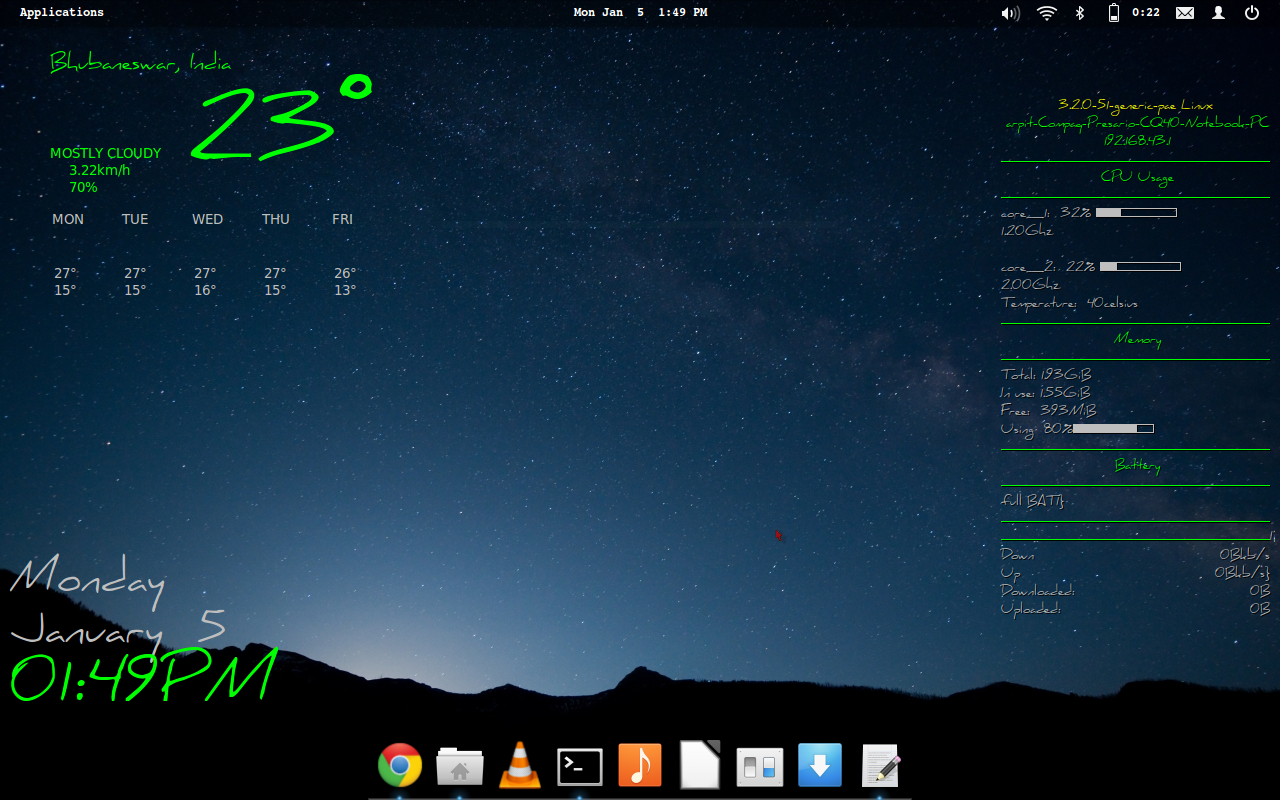 Applications
Mon Jan 5 1:49 PM
0:22
Bhubaneswar, India
23°
MOSTLY CLOUDY
3.22km/h
70%
MON TUE WED THU FRI
27° 27° 27° 27° 26°
15° 15° 16° 15° 13°
3.2.0-51-generic-pae Linux
arpit-Compaq-Presario-CQ40-Notebook-PC
192.168.43.1
CPU Usage
core_1: 32%
1.20Ghz
core_2: 22%
2.00Ghz
Temperature: 40celsius
Memory
Total: 1.93GiB
In use: 1.55GiB
Free: 393MiB
Using: 80%
Battery
full BAT1}
Down 0Bkb/s
Up 0Bkb/s}
Downloaded: 0B
Uploaded: 0B
Monday
January 5
01:49PM
>_